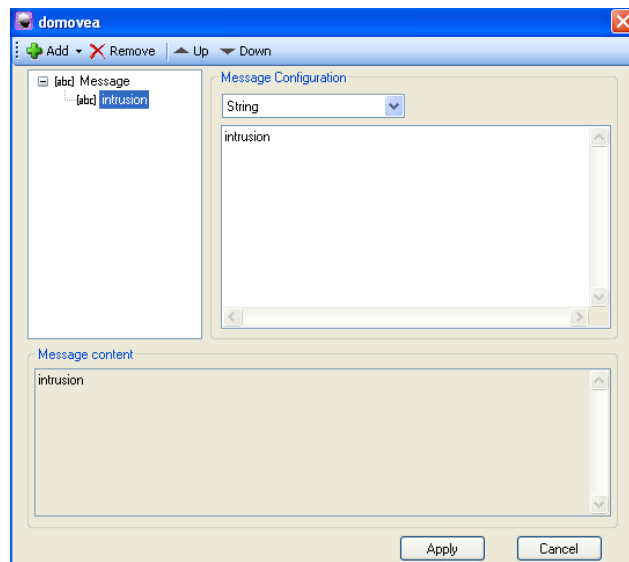 domovea
Add Remove Up Down
[abc] Message
[abc] intrusion
Message Configuration
String
intrusion
Message content
intrusion
Apply Cancel